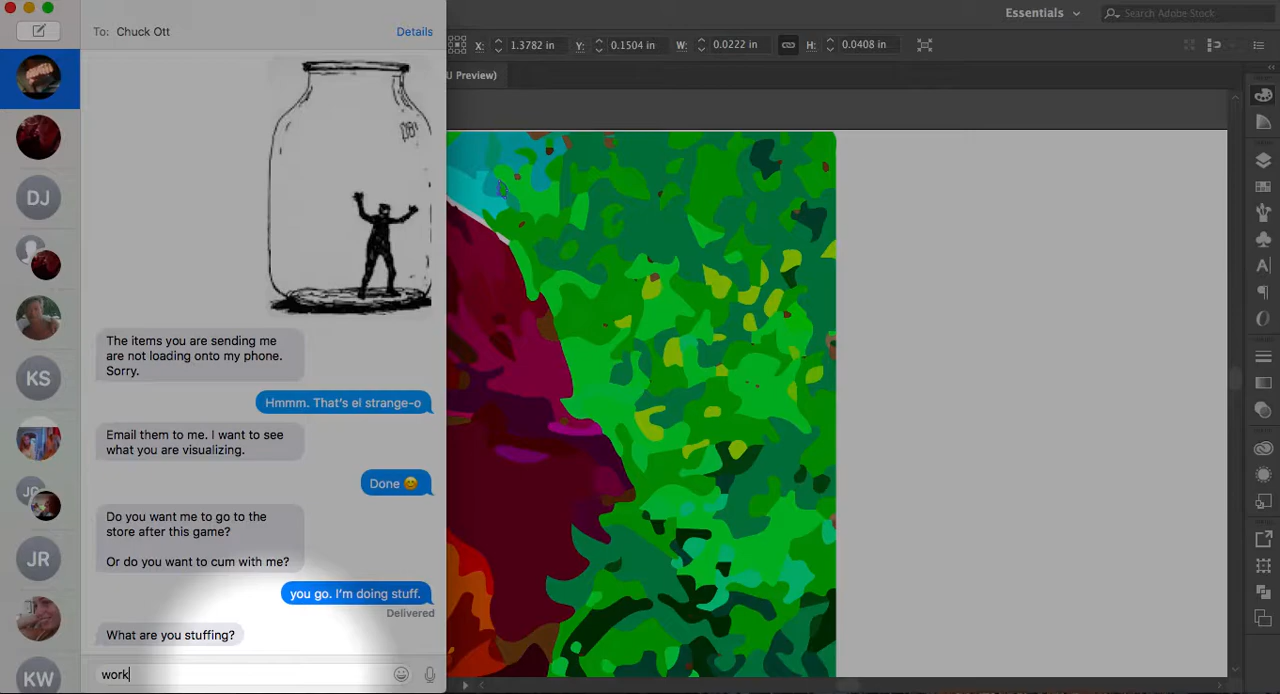 To: Chuck Ott
Details
The items you are sending me
are not loading onto my phone.
Sorry.
Hmmm. That's el strange-o
Email them to me. I want to see
what you are visualizing.
Done 😊
Do you want me to go to the
store after this game?
Or do you want to cum with me?
you go. I'm doing stuff.
Delivered
What are you stuffing?
work
DJ
KS
JR
KW
Essentials
Search Adobe Stock
X: 1.3782 in
Y: 0.1504 in
W: 0.0222 in
H: 0.0408 in
U Preview)